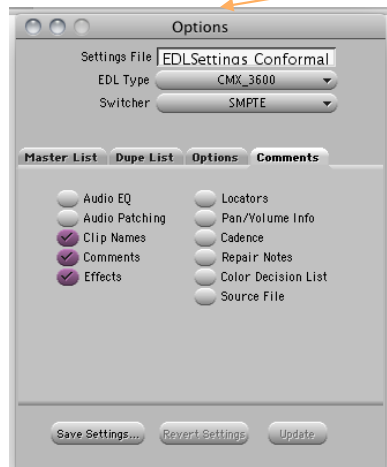 Options
Settings File EDLSettings Conformal
EDL Type CMX_3600
Switcher SMPTE
Master List Dupe List Options Comments
Audio EQ
Audio Patching
Clip Names
Comments
Effects
Locators
Pan/Volume Info
Cadence
Repair Notes
Color Decision List
Source File
Save Settings... Revert Settings Update